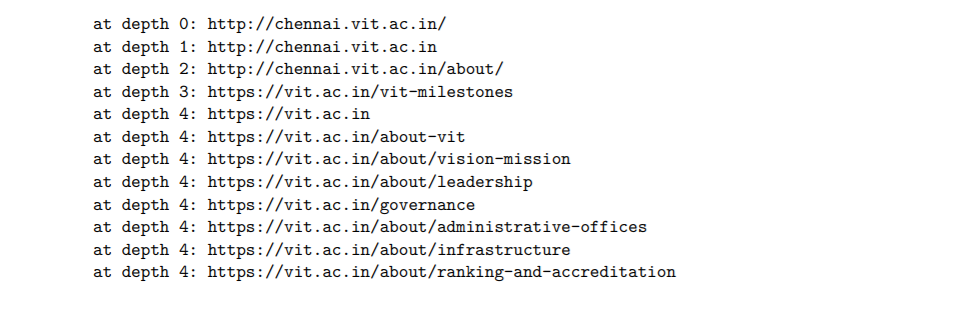 at depth 0: http://chennai.vit.ac.in/
at depth 1: http://chennai.vit.ac.in
at depth 2: http://chennai.vit.ac.in/about/
at depth 3: https://vit.ac.in/vit-milestones
at depth 4: https://vit.ac.in
at depth 4: https://vit.ac.in/about-vit
at depth 4: https://vit.ac.in/about/vision-mission
at depth 4: https://vit.ac.in/about/leadership
at depth 4: https://vit.ac.in/governance
at depth 4: https://vit.ac.in/about/administrative-offices
at depth 4: https://vit.ac.in/about/infrastructure
at depth 4: https://vit.ac.in/about/ranking-and-accreditation